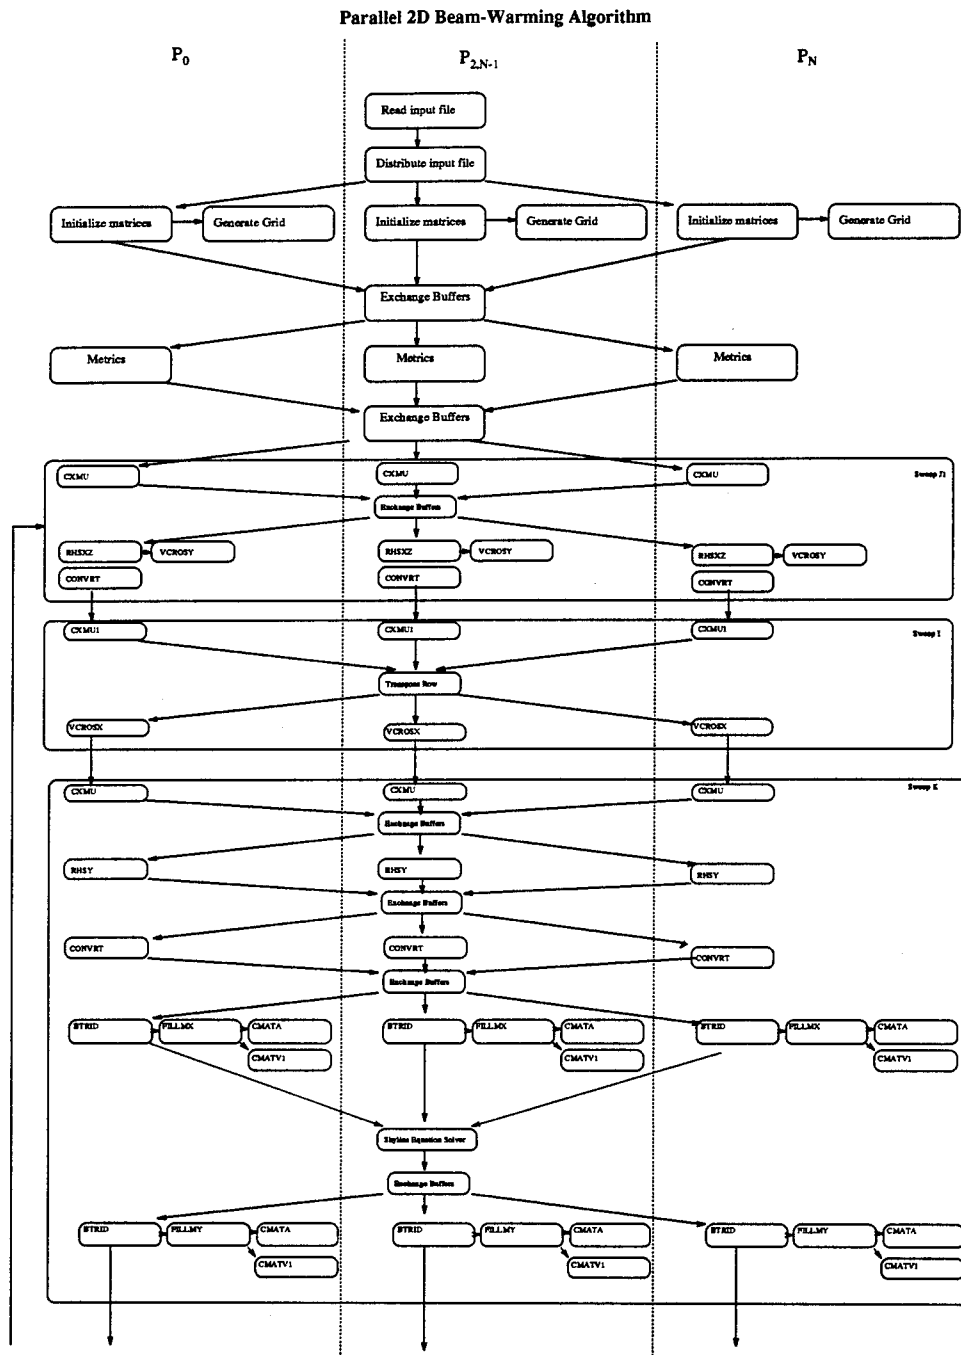 Parallel 2D Beam-Warming Algorithm
P0 P2,N-1 PN
Read input file
Distribute input file
Initialize matrices Generate Grid Initialize matrices Generate Grid Initialize matrices Generate Grid
Exchange Buffers
Metrics Metrics Metrics
Exchange Buffers
Sweep J1
CXMU CXMU CXMU
Exchange Buffers
RHSXZ VCROSY RHSXZ VCROSY RHSXZ VCROSY
CONVRT CONVRT CONVRT
CXMU1 CXMU1 CXMU1 Sweep I
Transpose Row
VCROSX VCROSX VCROSX
CXMU CXMU CXMU Sweep K
Exchange Buffers
RHSY RHSY RHSY
Exchange Buffers
CONVRT CONVRT CONVRT
Exchange Buffers
BTRID FILLMX CMATA BTRID FILLMX CMATA BTRID FILLMX CMATA
CMATV1 CMATV1 CMATV1
Skyline Equation Solver
Exchange Buffers
BTRID FILLMY CMATA BTRID FILLMY CMATA BTRID FILLMY CMATA
CMATV1 CMATV1 CMATV1